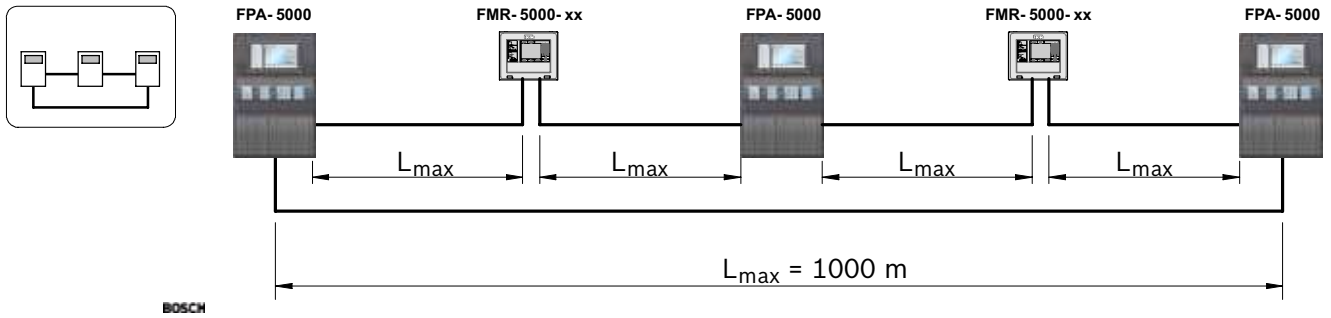 FPA- 5000 FMR- 5000- xx FPA- 5000 FMR- 5000- xx FPA- 5000
Lmax Lmax Lmax Lmax
Lmax = 1000 m
BOSCH